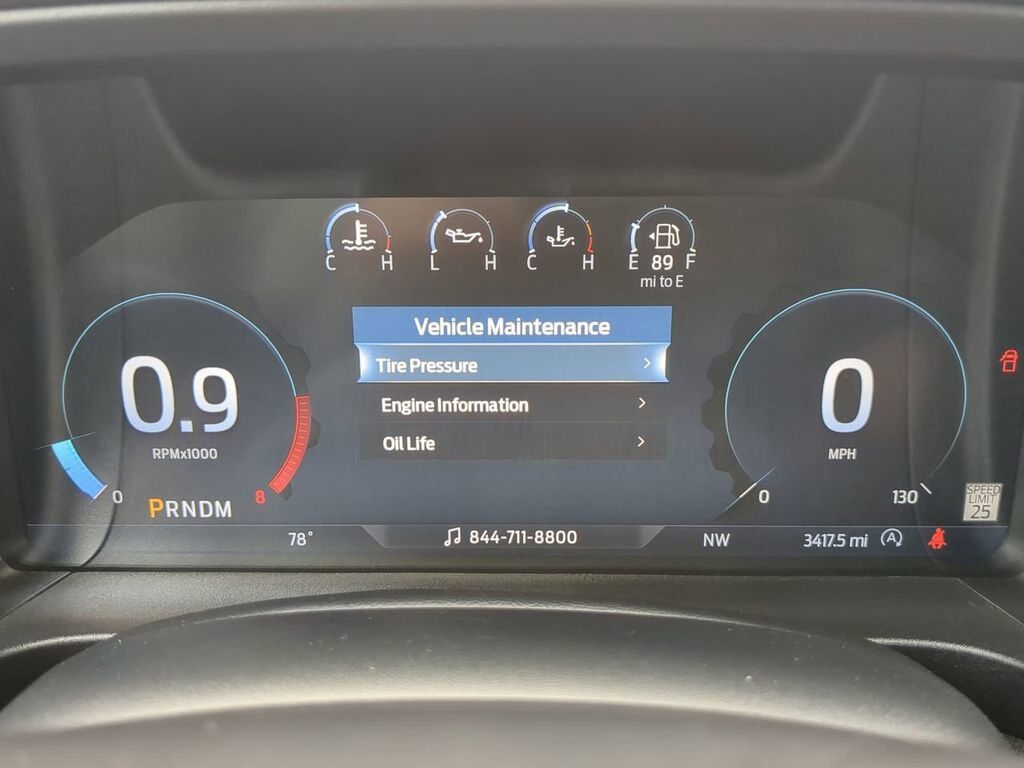 C H
L H
C H
E 89 F
mi to E
Vehicle Maintenance
Tire Pressure
Engine Information
Oil Life
0.9
RPMx1000
0
8
PRNDM
0
MPH
0
130
SPEED
LIMIT
25
78°
844-711-8800
NW
3417.5 mi
A